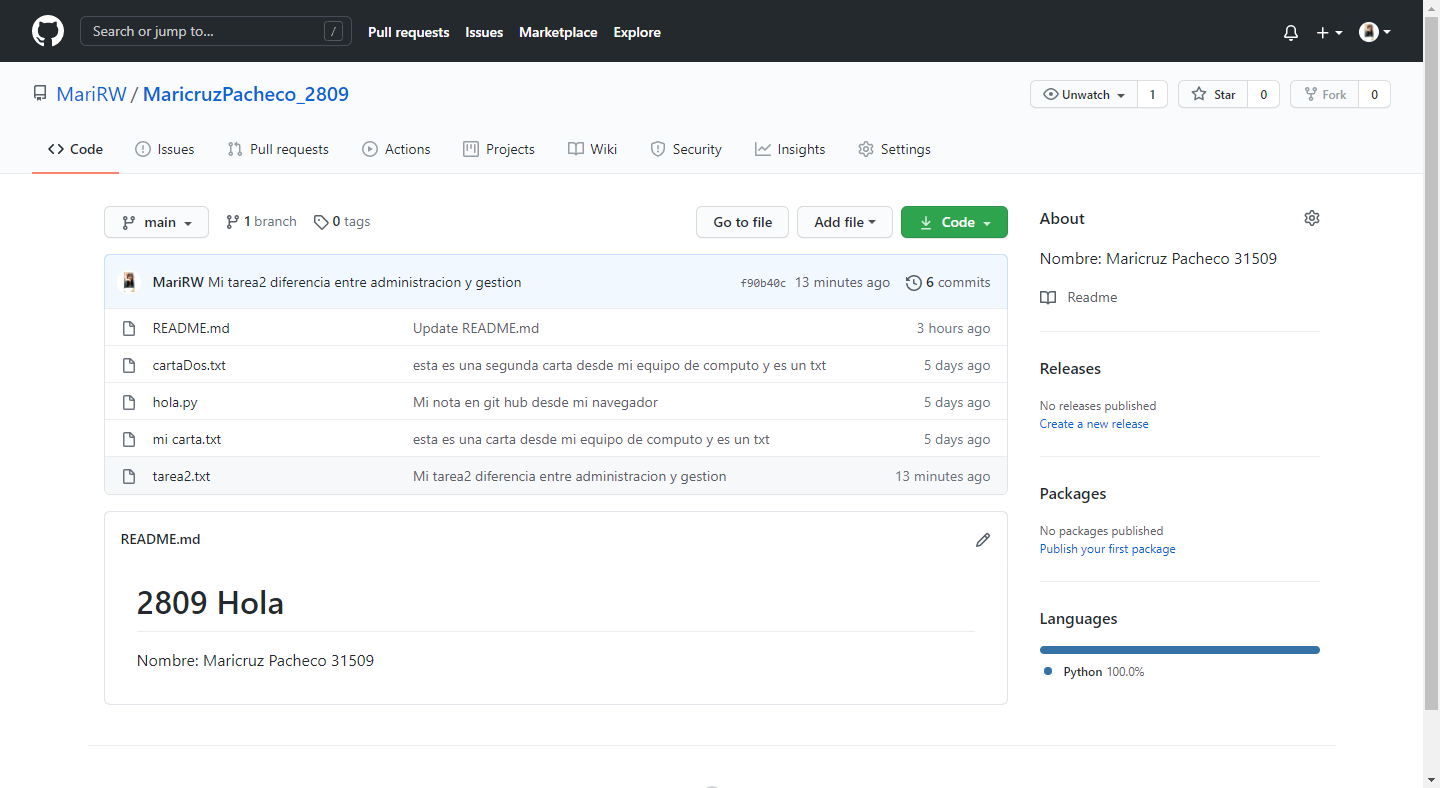 Search or jump to... /
Pull requests Issues Marketplace Explore
MariRW / MaricruzPacheco_2809
Unwatch 1 Star 0 Fork 0
Code Issues Pull requests Actions Projects Wiki Security Insights Settings
main 1 branch 0 tags
Go to file Add file Code
MariRW Mi tarea2 diferencia entre administracion y gestion f90b40c 13 minutes ago 6 commits
README.md Update README.md 3 hours ago
cartaDos.txt esta es una segunda carta desde mi equipo de computo y es un txt 5 days ago
hola.py Mi nota en git hub desde mi navegador 5 days ago
mi carta.txt esta es una carta desde mi equipo de computo y es un txt 5 days ago
tarea2.txt Mi tarea2 diferencia entre administracion y gestion 13 minutes ago
README.md
2809 Hola
Nombre: Maricruz Pacheco 31509
About
Nombre: Maricruz Pacheco 31509
Readme
Releases
No releases published
Create a new release
Packages
No packages published
Publish your first package
Languages
Python 100.0%